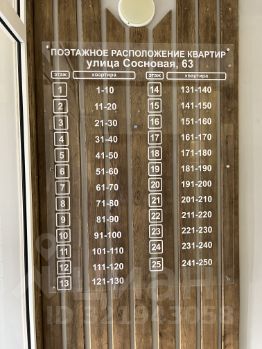 ПОЭТАЖНОЕ РАСПОЛОЖЕНИЕ КВАРТИР
улица Сосновая, 63
этаж квартира этаж квартира
1 1-10 14 131-140
2 11-20 15 141-150
3 21-30 16 151-160
4 31-40 17 161-170
5 41-50 18 171-180
6 51-60 19 181-190
7 61-70 20 191-200
8 71-80 21 201-210
9 81-90 22 211-220
10 91-100 23 221-230
11 101-110 24 231-240
12 111-120 25 241-250
13 121-130